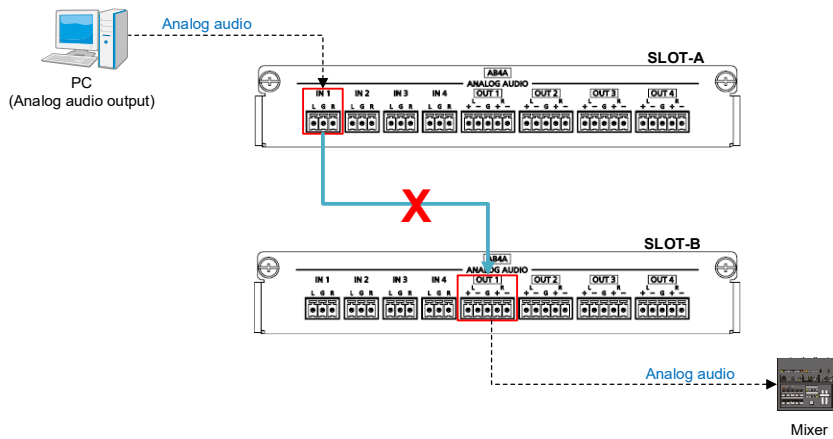 Analog audio
PC
(Analog audio output)
SLOT-A
AB4A
ANALOG AUDIO
IN 1 IN 2 IN 3 IN 4 OUT 1 OUT 2 OUT 3 OUT 4
L G R L G R L G R L G R L R L R L R L R
+ − G + − + − G + − + − G + − + − G + −
X
SLOT-B
AB4A
ANALOG AUDIO
IN 1 IN 2 IN 3 IN 4 OUT 1 OUT 2 OUT 3 OUT 4
L G R L G R L G R L G R L R L R L R L R
+ − G + − + − G + − + − G + − + − G + −
Analog audio
Mixer